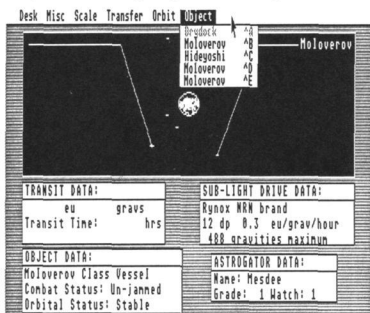 Desk Misc Scale Transfer Orbit Object
Drydock ^A
Moloverov ^B
Hideyoshi ^C
Moloverov ^D
Moloverov ^E
Moloverov
TRANSIT DATA:
eu gravs
Transit Time: hrs
SUB-LIGHT DRIVE DATA:
Rynox NRM brand
12 dp 0.3 eu/grav/hour
488 gravities maximum
OBJECT DATA:
Moloverov Class Vessel
Combat Status: Un-jammed
Orbital Status: Stable
ASTROGATOR DATA:
Name: Mesdee
Grade: 1 Watch: 1